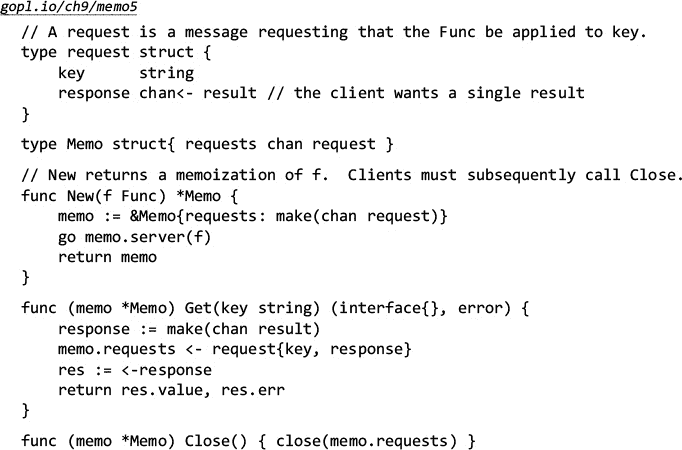 gopl.io/ch9/memo5
// A request is a message requesting that the Func be applied to key.
type request struct {
    key      string
    response chan<- result // the client wants a single result
}
type Memo struct{ requests chan request }
// New returns a memoization of f.  Clients must subsequently call Close.
func New(f Func) *Memo {
    memo := &Memo{requests: make(chan request)}
    go memo.server(f)
    return memo
}
func (memo *Memo) Get(key string) (interface{}, error) {
    response := make(chan result)
    memo.requests <- request{key, response}
    res := <-response
    return res.value, res.err
}
func (memo *Memo) Close() { close(memo.requests) }